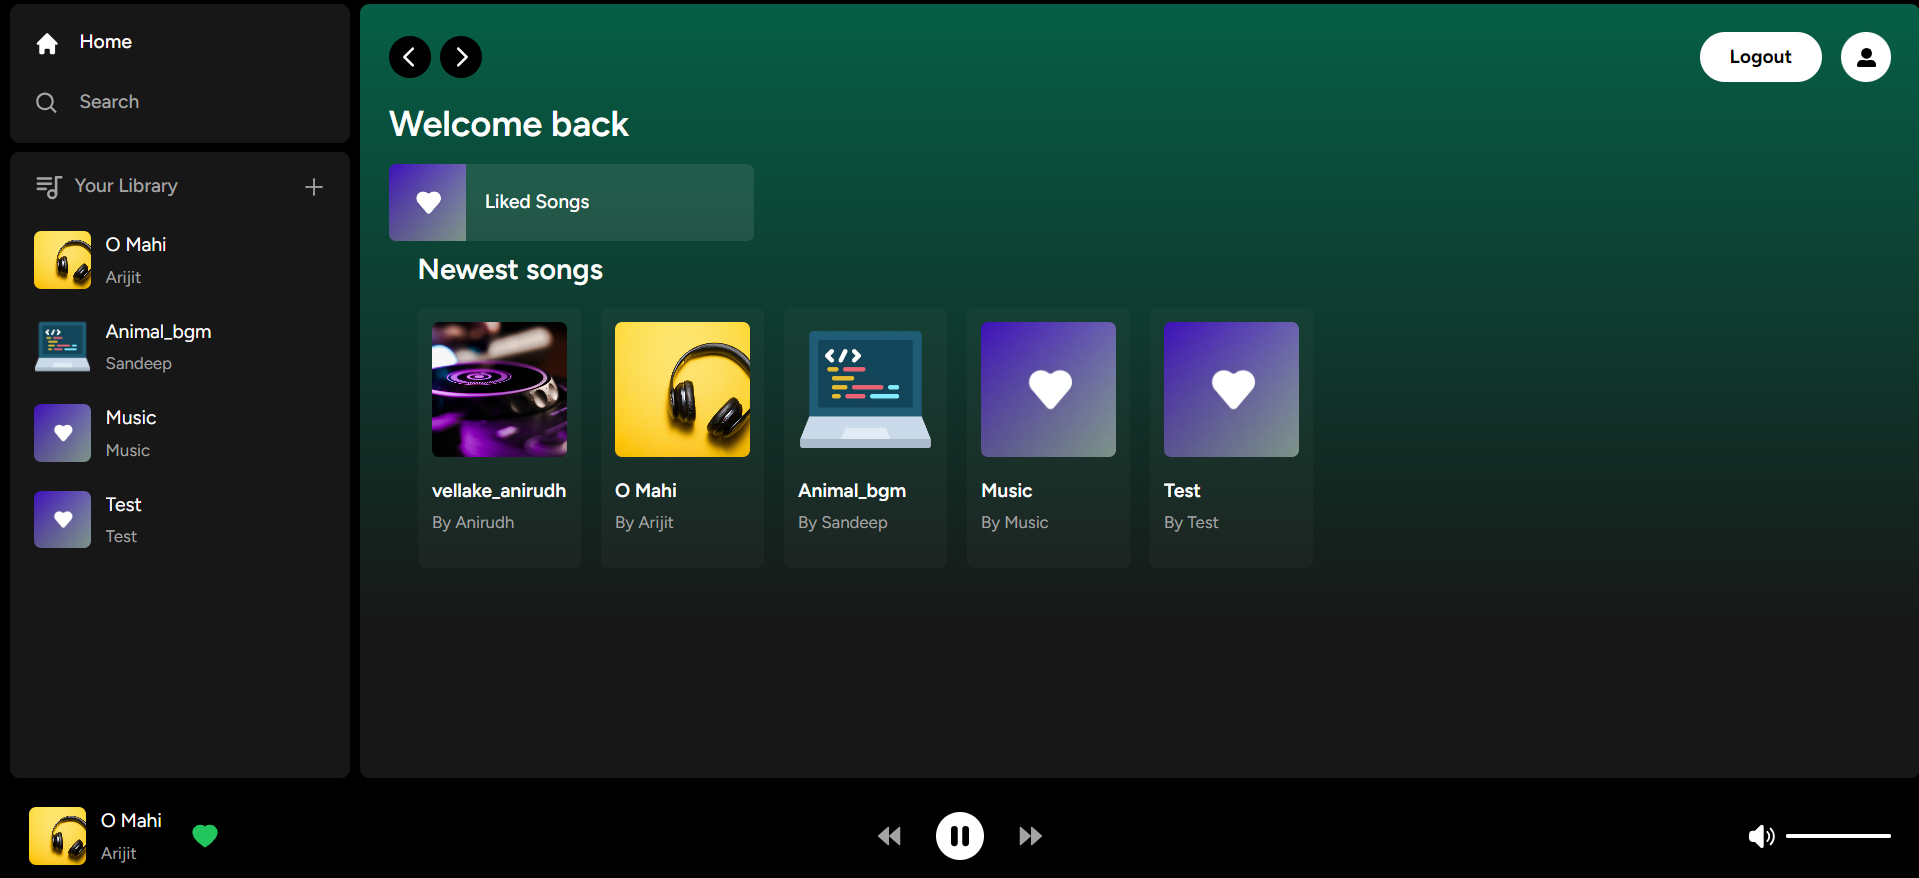 Home
Search
Your Library
O Mahi
Arijit
Animal_bgm
Sandeep
Music
Music
Test
Test
Logout
Welcome back
Liked Songs
Newest songs
vellake_anirudh
By Anirudh
O Mahi
By Arijit
Animal_bgm
By Sandeep
Music
By Music
Test
By Test
O Mahi
Arijit